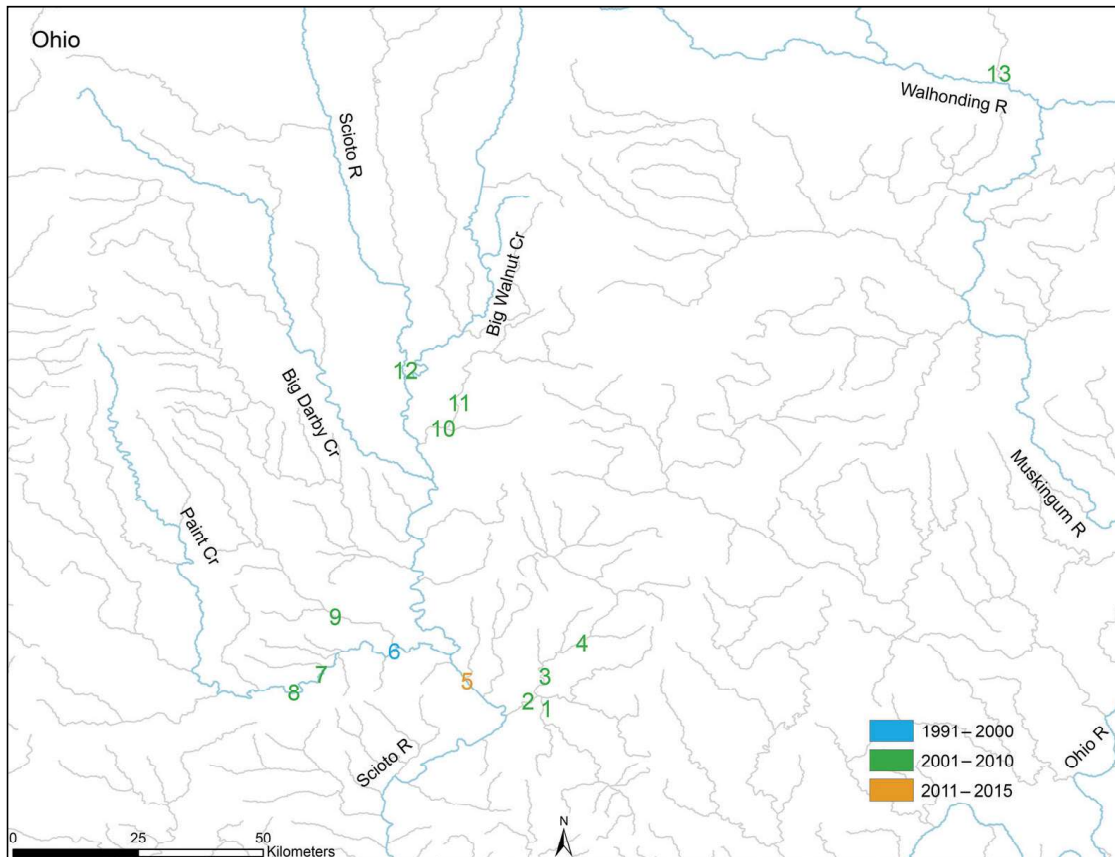 Ohio
13
Walhonding R
Scioto R
Big Walnut Cr
12
11
10
Big Darby Cr
Muskingum R
Paint Cr
9
4
6
3
7
5
8
2
1
1991–2000
2001–2010
2011–2015
Scioto R
Ohio R
N
0
25
50
Kilometers